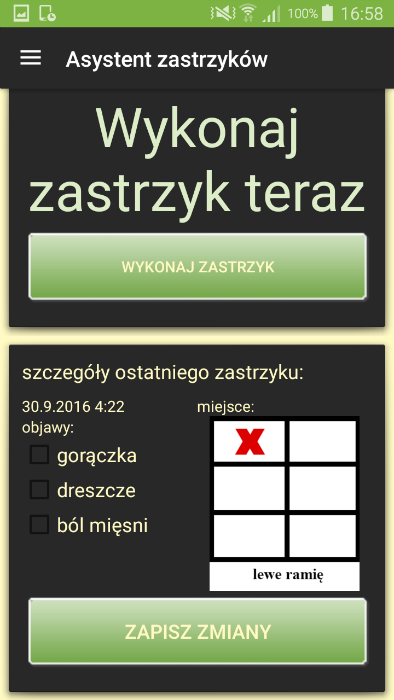 100% 16:58
Asystent zastrzyków
Wykonaj
zastrzyk teraz
WYKONAJ ZASTRZYK
szczegóły ostatniego zastrzyku:
30.9.2016 4:22
miejsce:
objawy:
gorączka
dreszcze
ból mięsni
X
lewe ramię
ZAPISZ ZMIANY